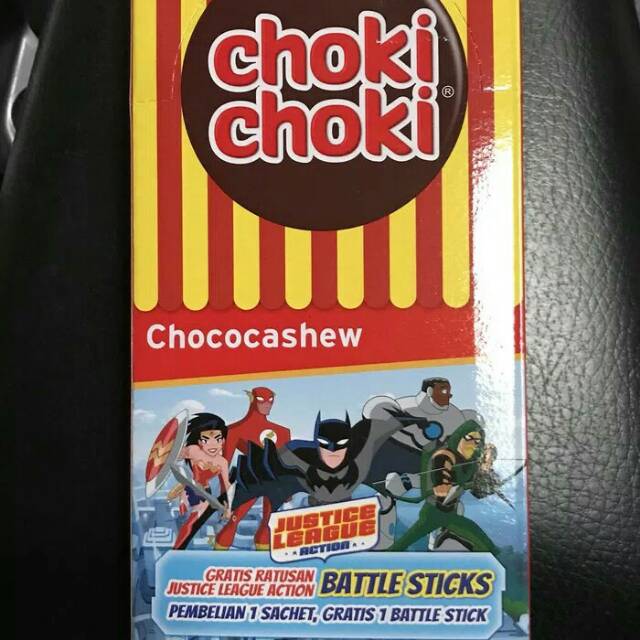 choki
choki®
Chococashew
JUSTICE
LEAGUE
ACTION
GRATIS RATUSAN
JUSTICE LEAGUE ACTION BATTLE STICKS
PEMBELIAN 1 SACHET, GRATIS 1 BATTLE STICK